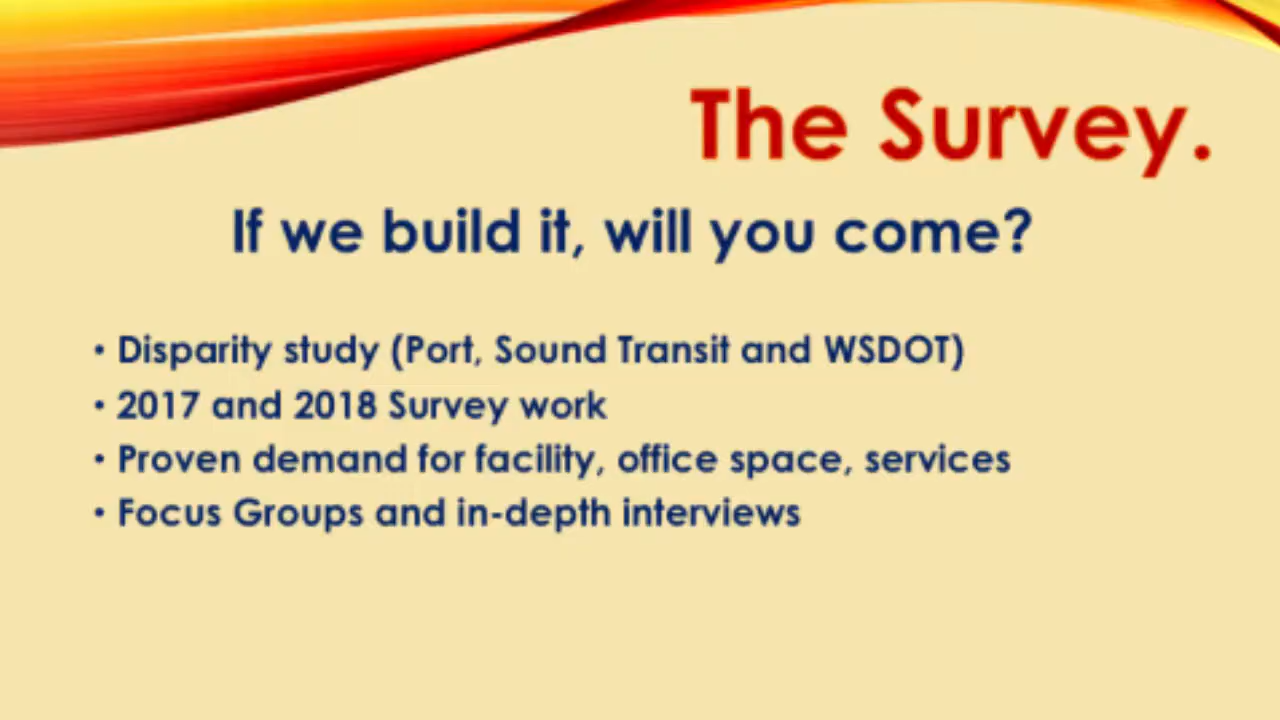 The Survey.
If we build it, will you come?
• Disparity study (Port, Sound Transit and WSDOT)
• 2017 and 2018 Survey work
• Proven demand for facility, office space, services
• Focus Groups and in-depth interviews